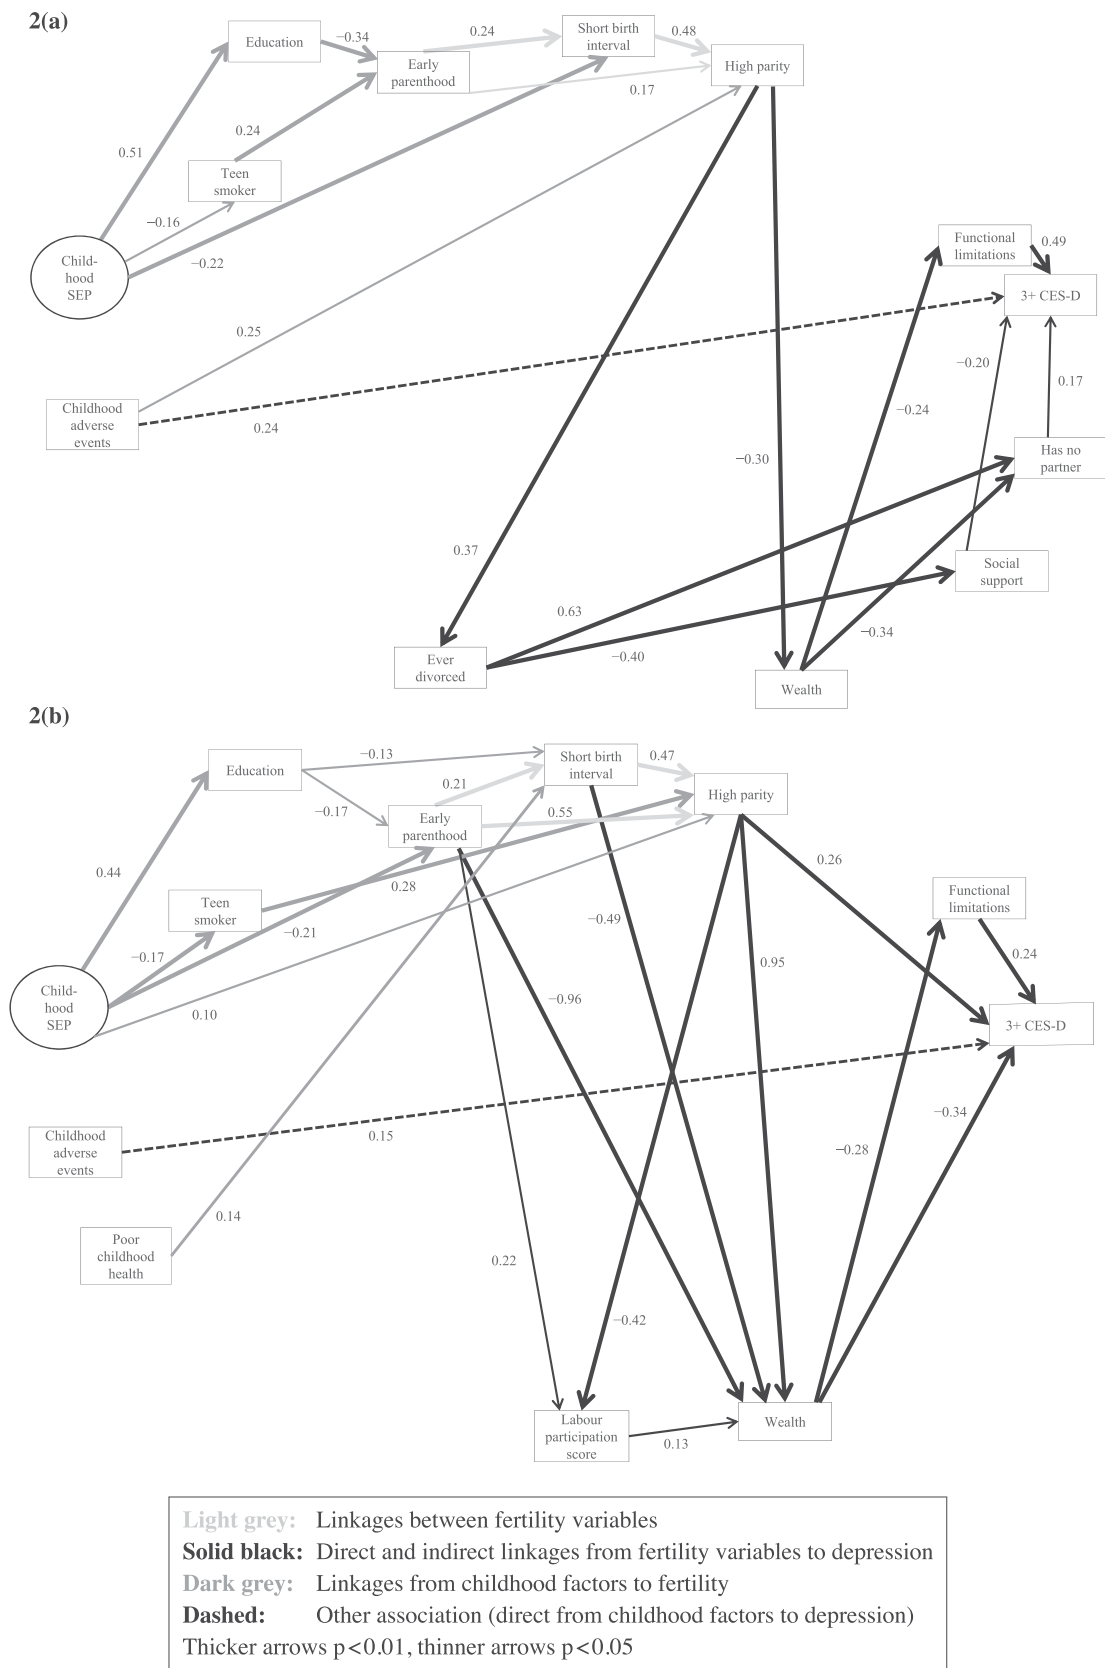 2(a)
Education
−0.34
0.24
Short birth
interval
0.48
Early
parenthood
High parity
0.17
0.24
0.51
Teen
smoker
−0.16
Child-
hood
SEP
−0.22
0.25
Functional
limitations
0.49
3+ CES-D
−0.20
0.17
Childhood
adverse
events
0.24
−0.24
−0.30
Has no
partner
0.37
Social
support
0.63
−0.34
−0.40
Ever
divorced
Wealth
2(b)
Education
−0.13
Short birth
interval
0.47
0.21
−0.17
High parity
Early
parenthood
0.55
0.44
0.26
0.28
Teen
smoker
Functional
limitations
−0.21
−0.49
−0.17
0.95
0.24
Child-
hood
SEP
0.10
−0.96
3+ CES-D
−0.34
Childhood
adverse
events
0.15
−0.28
0.14
Poor
childhood
health
0.22
−0.42
Labour
participation
score
0.13
Wealth
Light grey: Linkages between fertility variables
Solid black: Direct and indirect linkages from fertility variables to depression
Dark grey: Linkages from childhood factors to fertility
Dashed: Other association (direct from childhood factors to depression)
Thicker arrows p<0.01, thinner arrows p<0.05